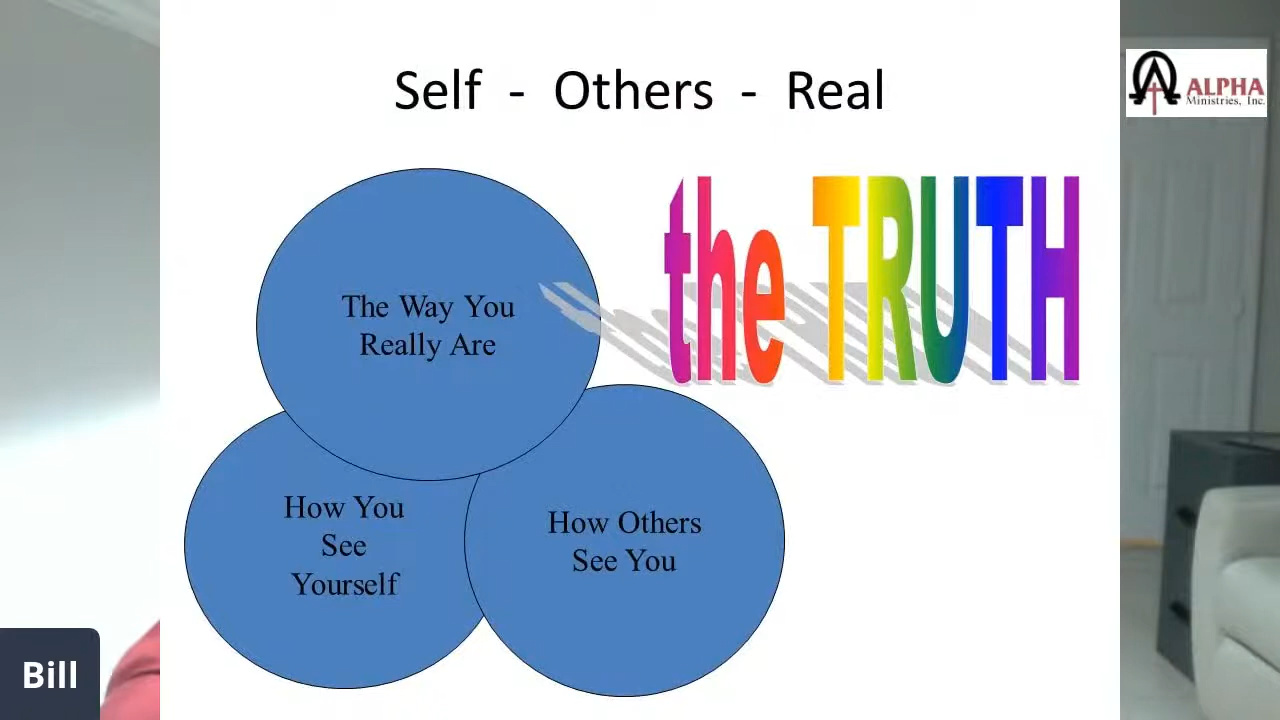 Self - Others - Real
ALPHA
Ministries, Inc.
the TRUTH
The Way You
Really Are
How You
See
Yourself
How Others
See You
Bill